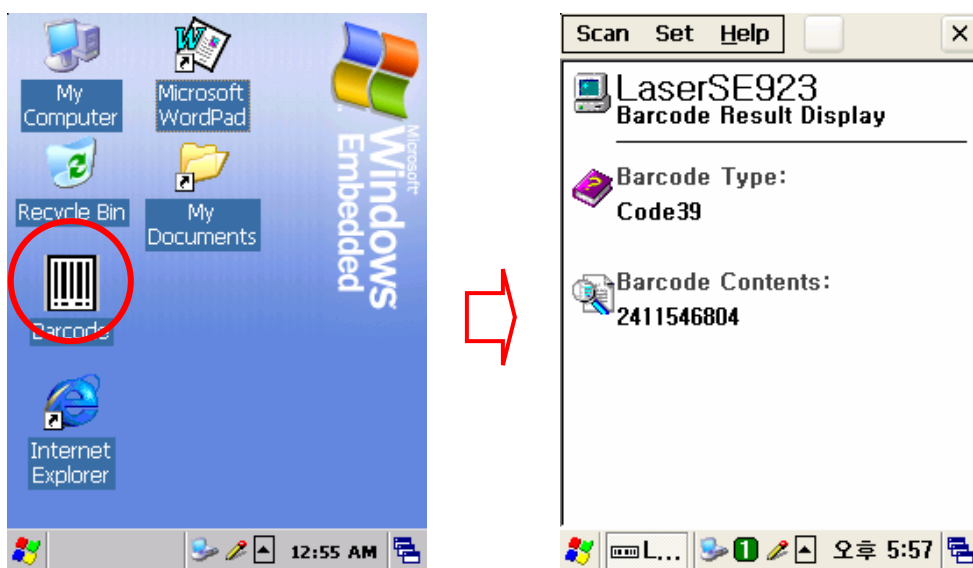 My
Computer
Microsoft
WordPad
Recycle Bin
My
Documents
Barcode
Internet
Explorer
Microsoft
Windows
Embedded
12:55 AM
Scan Set Help
×
LaserSE923
Barcode Result Display
Barcode Type:
Code39
Barcode Contents:
2411546804
L... 1 오후 5:57